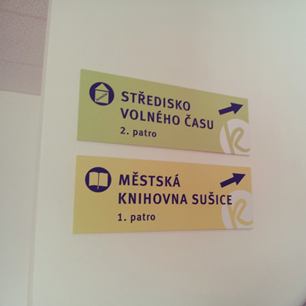 STŘEDISKO
VOLNÉHO ČASU
2. patro
MĚSTSKÁ
KNIHOVNA SUŠICE
1. patro